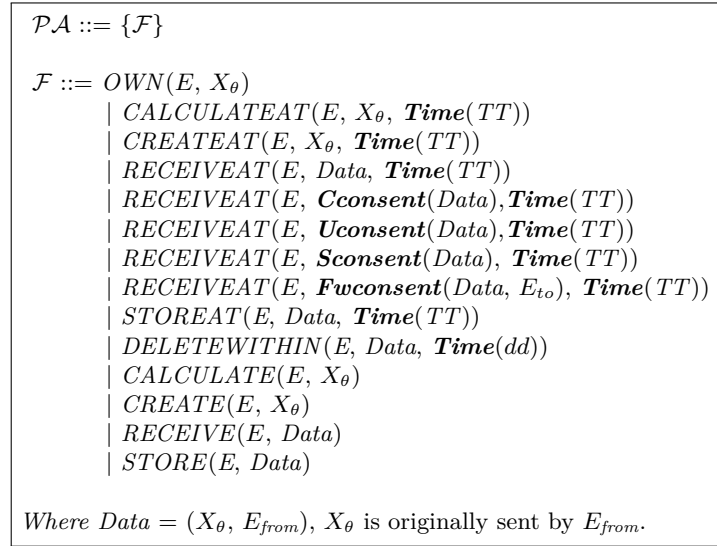 𝒫𝒜 ::= {ℱ}
ℱ ::= OWN(E, X_θ)
| CALCULATEAT(E, X_θ, Time(TT))
| CREATEAT(E, X_θ, Time(TT))
| RECEIVEAT(E, Data, Time(TT))
| RECEIVEAT(E, Cconsent(Data),Time(TT))
| RECEIVEAT(E, Uconsent(Data),Time(TT))
| RECEIVEAT(E, Sconsent(Data), Time(TT))
| RECEIVEAT(E, Fwconsent(Data, E_to), Time(TT))
| STOREAT(E, Data, Time(TT))
| DELETEWITHIN(E, Data, Time(dd))
| CALCULATE(E, X_θ)
| CREATE(E, X_θ)
| RECEIVE(E, Data)
| STORE(E, Data)
Where Data = (X_θ, E_from), X_θ is originally sent by E_from.